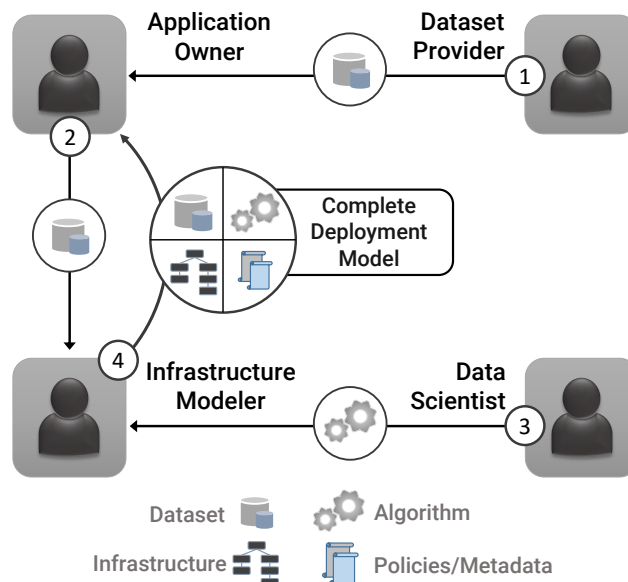 Application
Owner
Dataset
Provider
1
2
Complete
Deployment
Model
4
Infrastructure
Modeler
Data
Scientist
3
Dataset
Algorithm
Infrastructure
Policies/Metadata